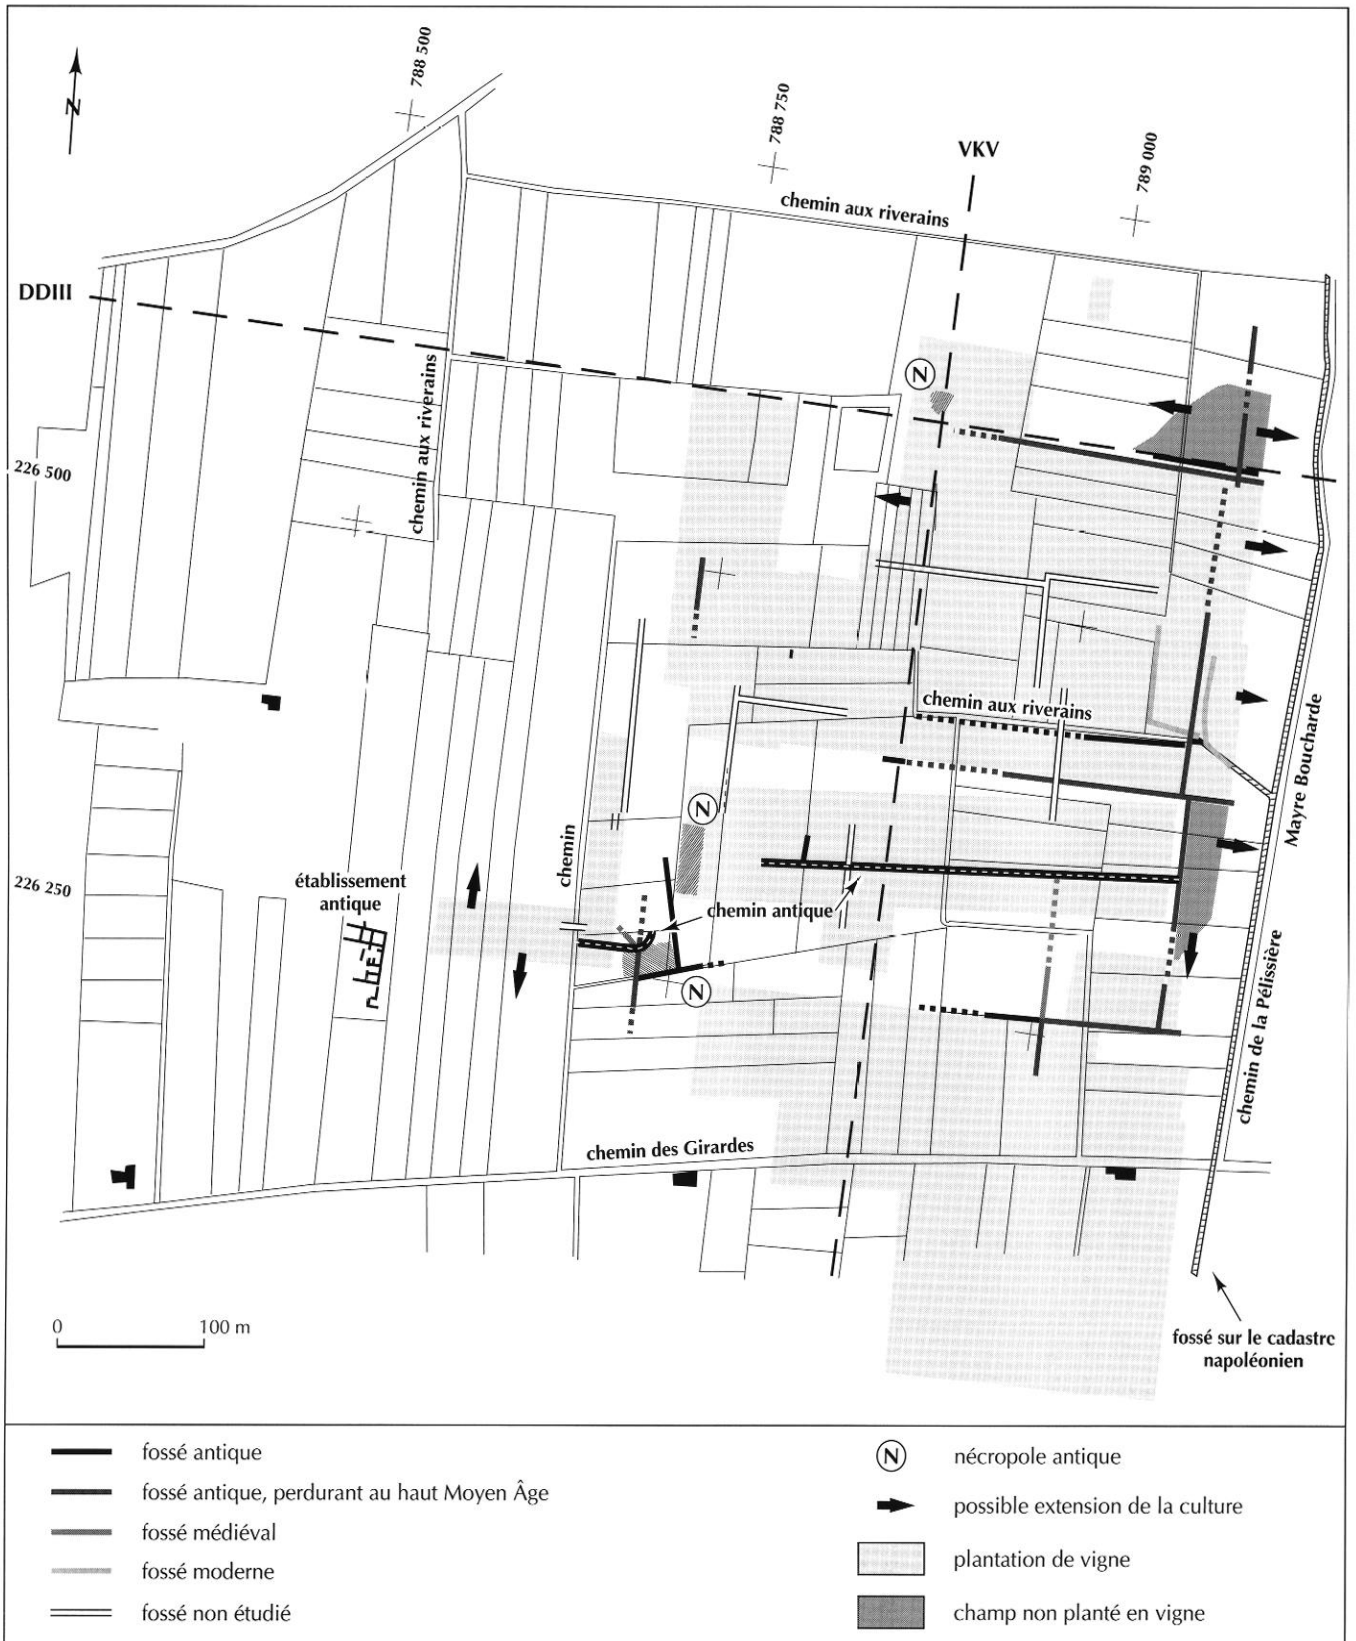 788 500
N
788 750
VKV
789 000
chemin aux riverains
DDIII
chemin aux riverains
N
226 500
chemin aux riverains
Mayre Boucharde
N
226 250
établissement
antique
chemin
chemin antique
N
chemin de la Pélissière
chemin des Girardes
0 100 m
fossé sur le cadastre
napoléonien
fossé antique
fossé antique, perdurant au haut Moyen Âge
fossé médiéval
fossé moderne
fossé non étudié
N nécropole antique
possible extension de la culture
plantation de vigne
champ non planté en vigne